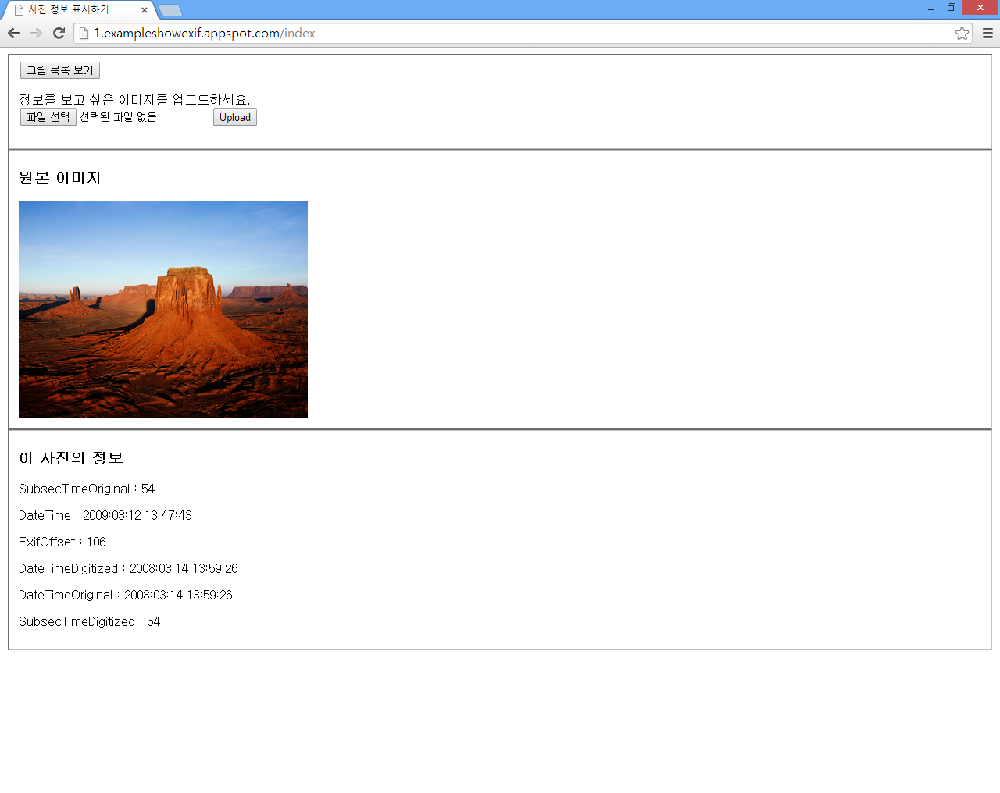 사진 정보 표시하기
1.exampleshowexif.appspot.com/index
그림 목록 보기
정보를 보고 싶은 이미지를 업로드하세요.
파일 선택 선택된 파일 없음 Upload
원본 이미지
이 사진의 정보
SubsecTimeOriginal : 54
DateTime : 2009:03:12 13:47:43
ExifOffset : 106
DateTimeDigitized : 2008:03:14 13:59:26
DateTimeOriginal : 2008:03:14 13:59:26
SubsecTimeDigitized : 54